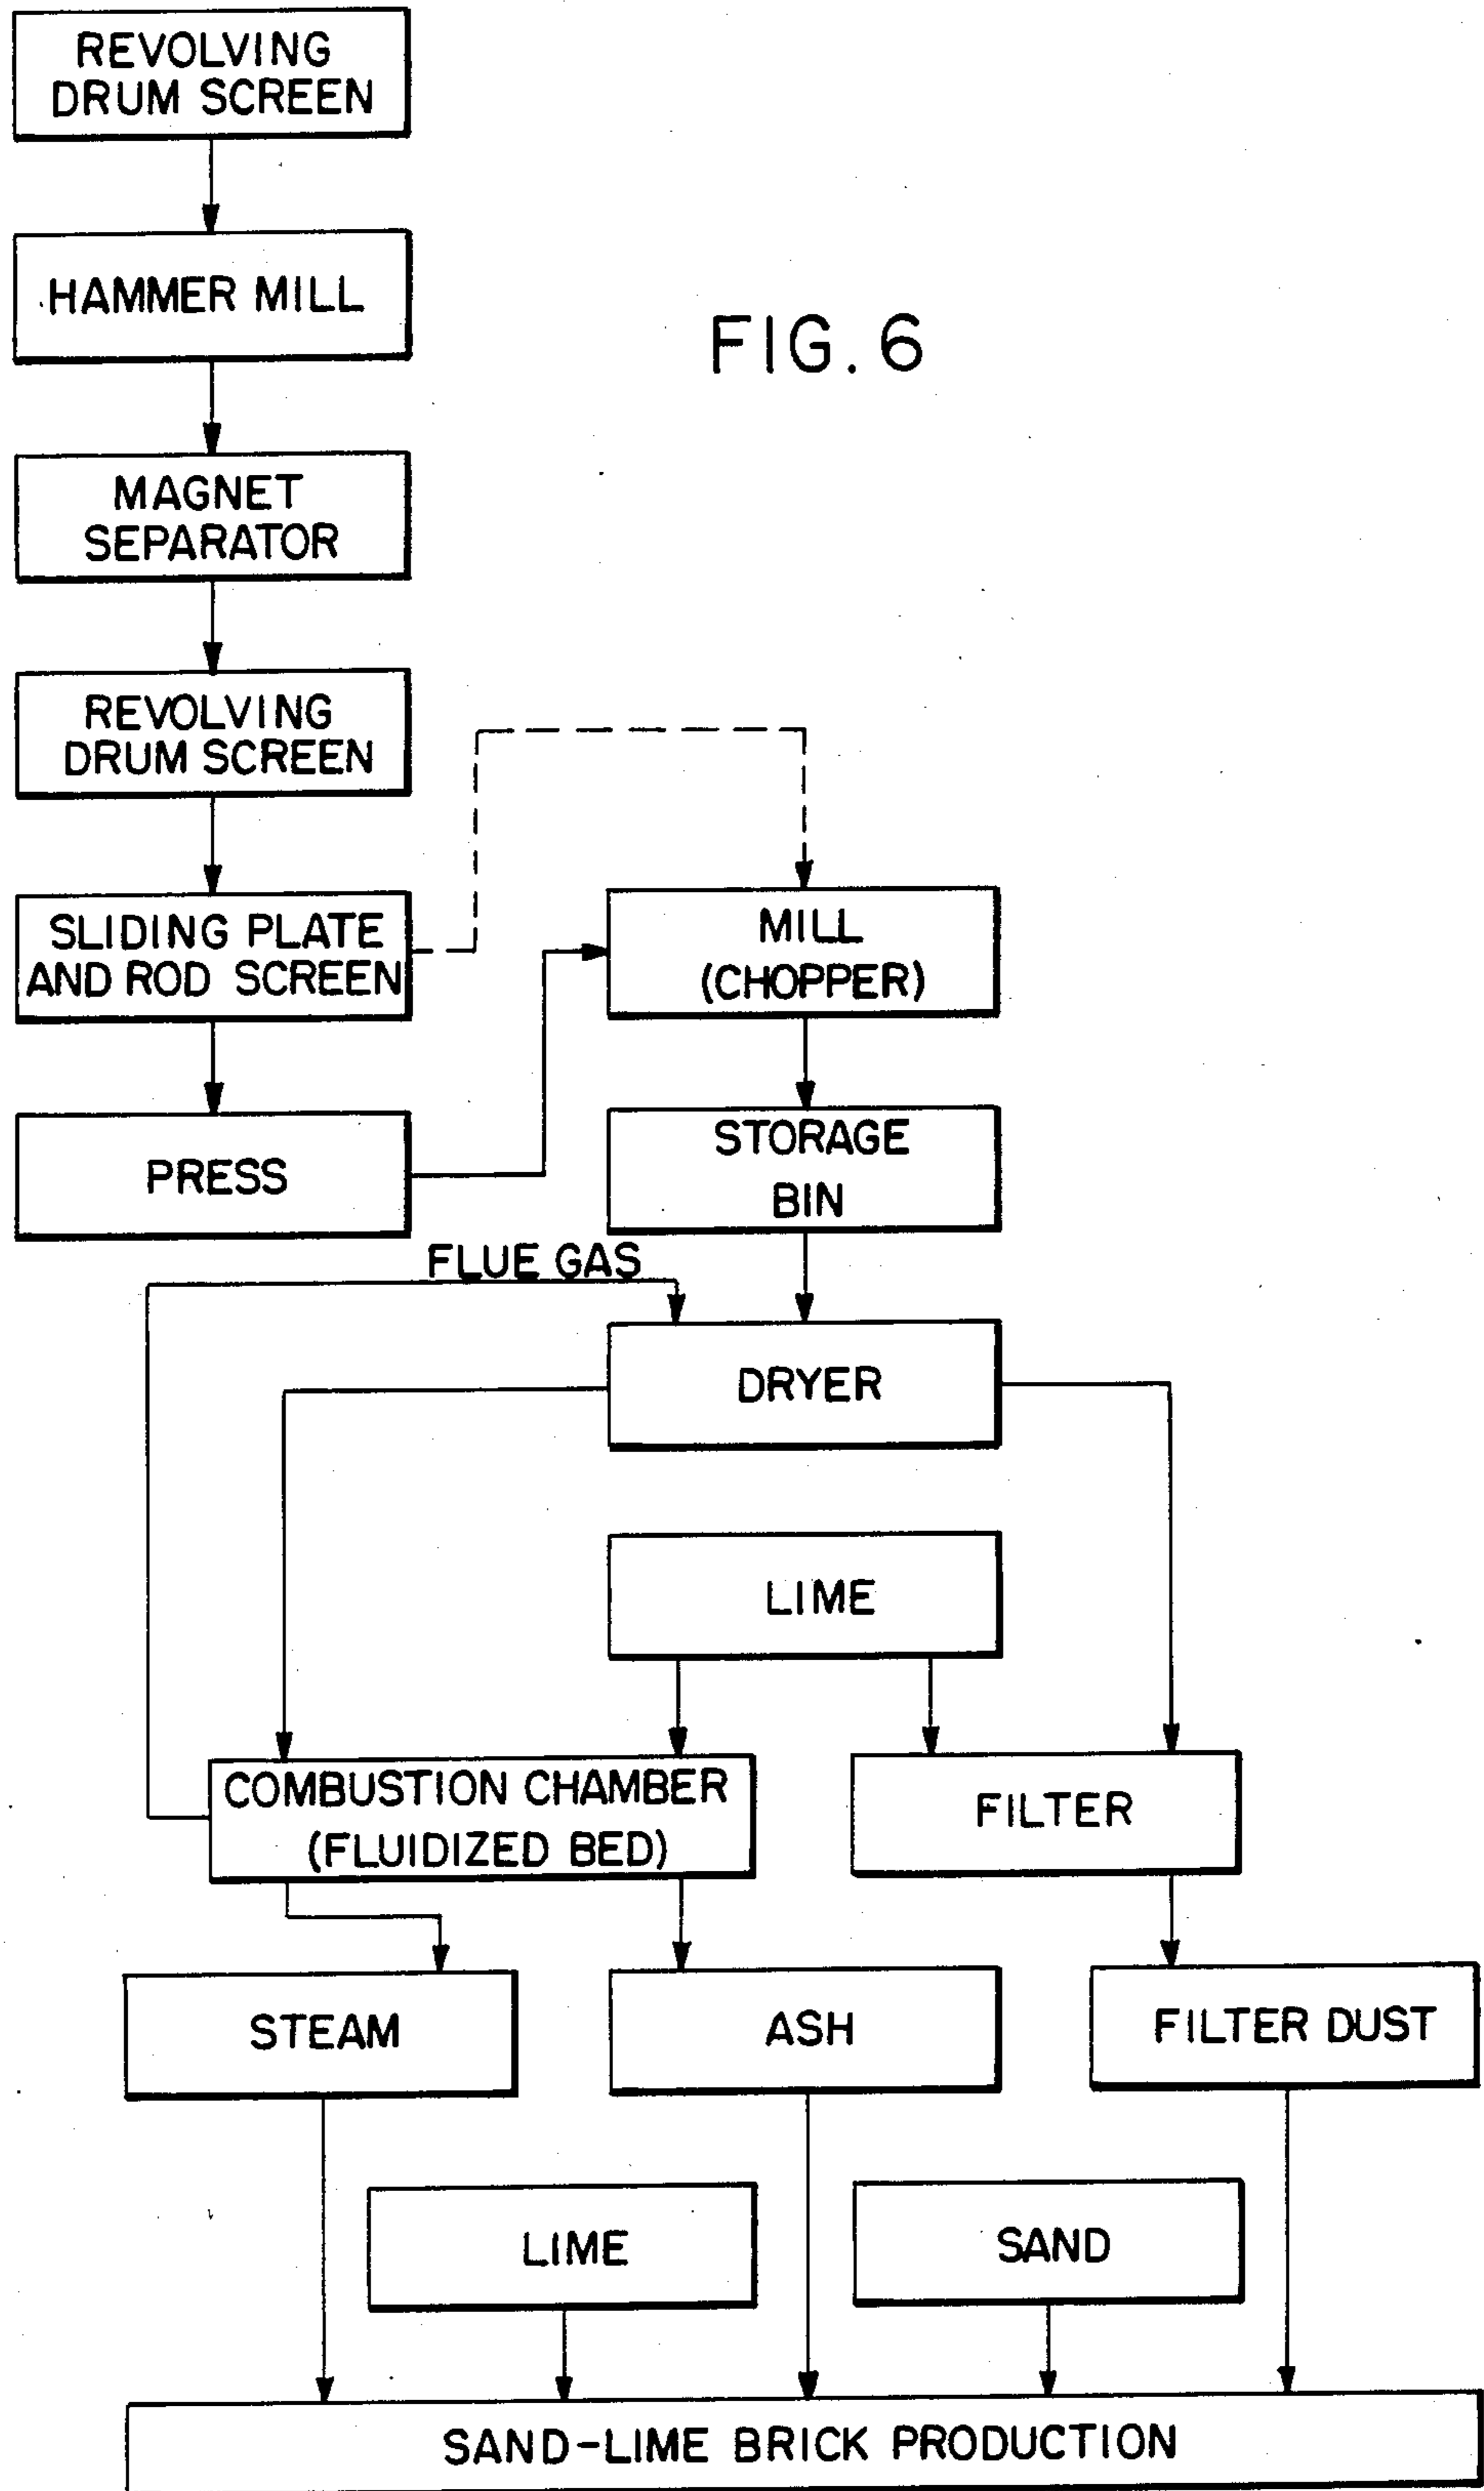 REVOLVING
DRUM SCREEN
HAMMER MILL
FIG. 6
MAGNET
SEPARATOR
REVOLVING
DRUM SCREEN
SLIDING PLATE
AND ROD SCREEN
MILL
(CHOPPER)
PRESS
STORAGE
BIN
FLUE GAS
DRYER
LIME
COMBUSTION CHAMBER
(FLUIDIZED BED)
FILTER
STEAM
ASH
FILTER DUST
LIME
SAND
SAND-LIME BRICK PRODUCTION